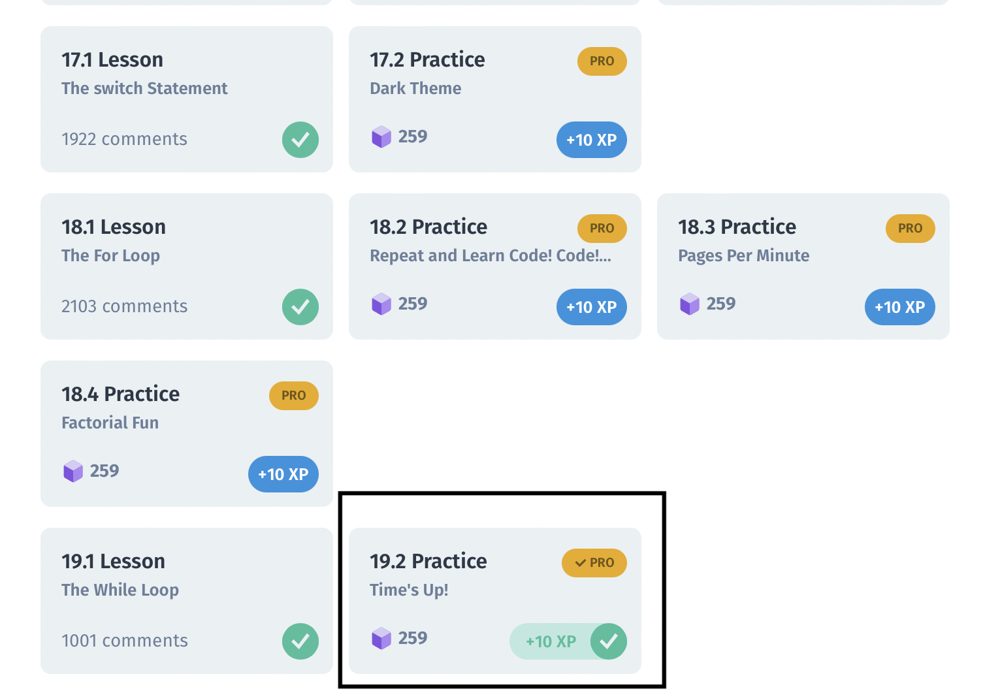 17.1 Lesson
The switch Statement
1922 comments
17.2 Practice
PRO
Dark Theme
259
+10 XP
18.1 Lesson
The For Loop
2103 comments
18.2 Practice
PRO
Repeat and Learn Code! Code!...
259
+10 XP
18.3 Practice
PRO
Pages Per Minute
259
+10 XP
18.4 Practice
PRO
Factorial Fun
259
+10 XP
19.1 Lesson
The While Loop
1001 comments
19.2 Practice
PRO
Time's Up!
259
+10 XP